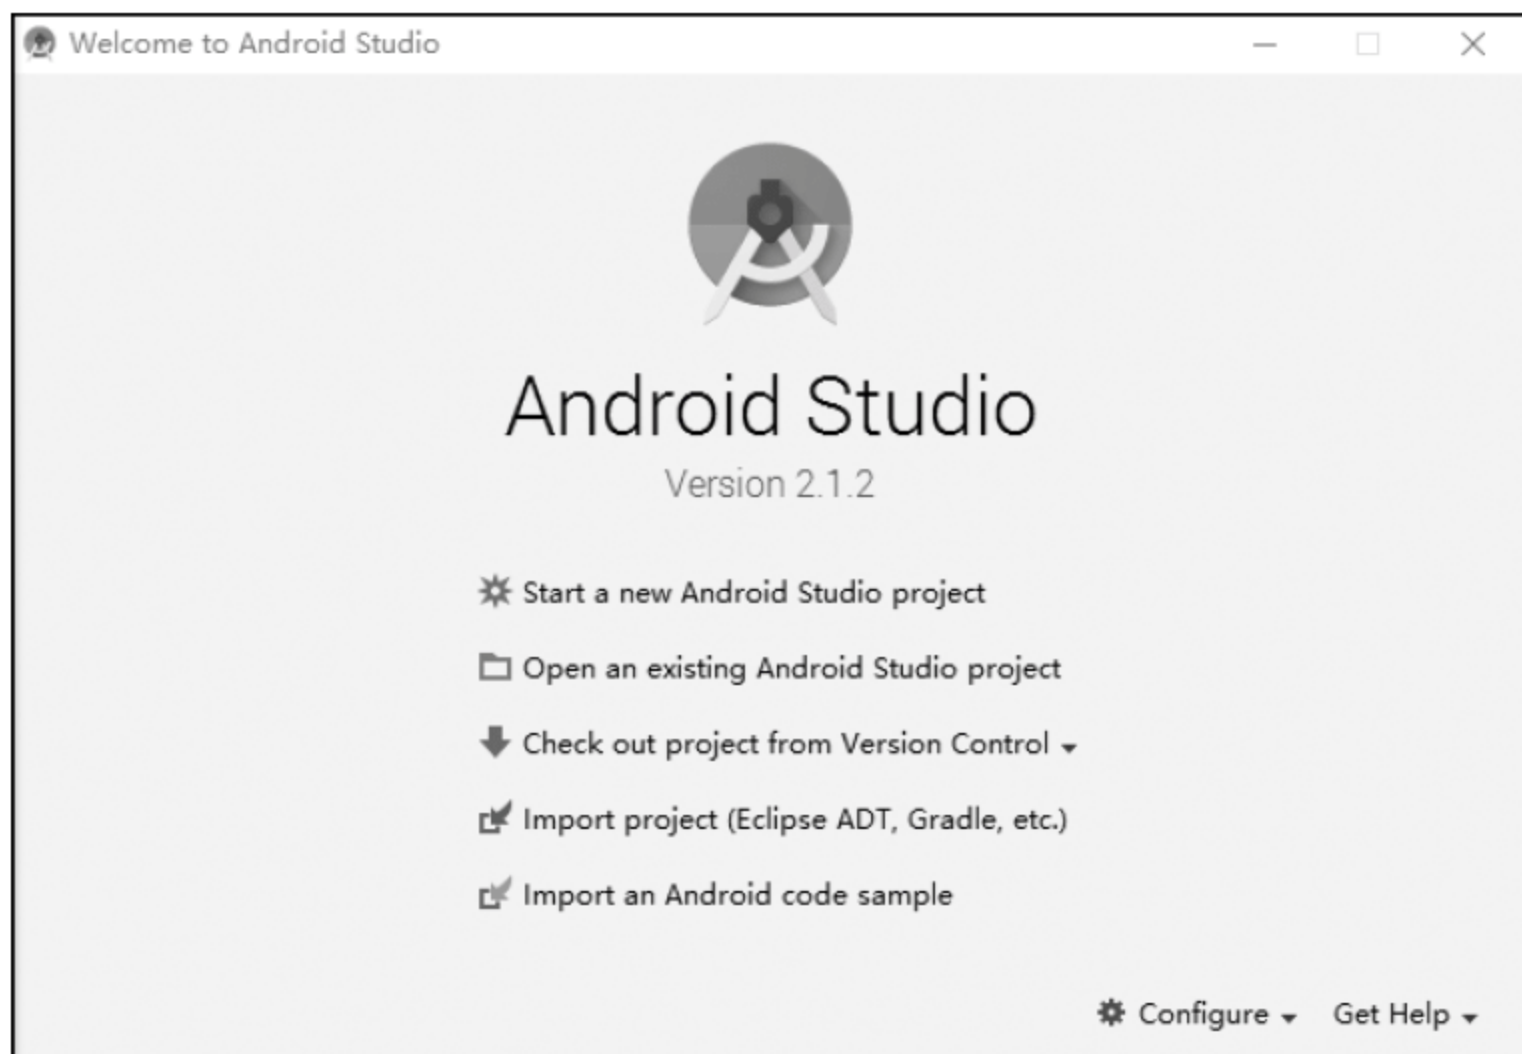 Welcome to Android Studio
Android Studio
Version 2.1.2
Start a new Android Studio project
Open an existing Android Studio project
Check out project from Version Control
Import project (Eclipse ADT, Gradle, etc.)
Import an Android code sample
Configure Get Help